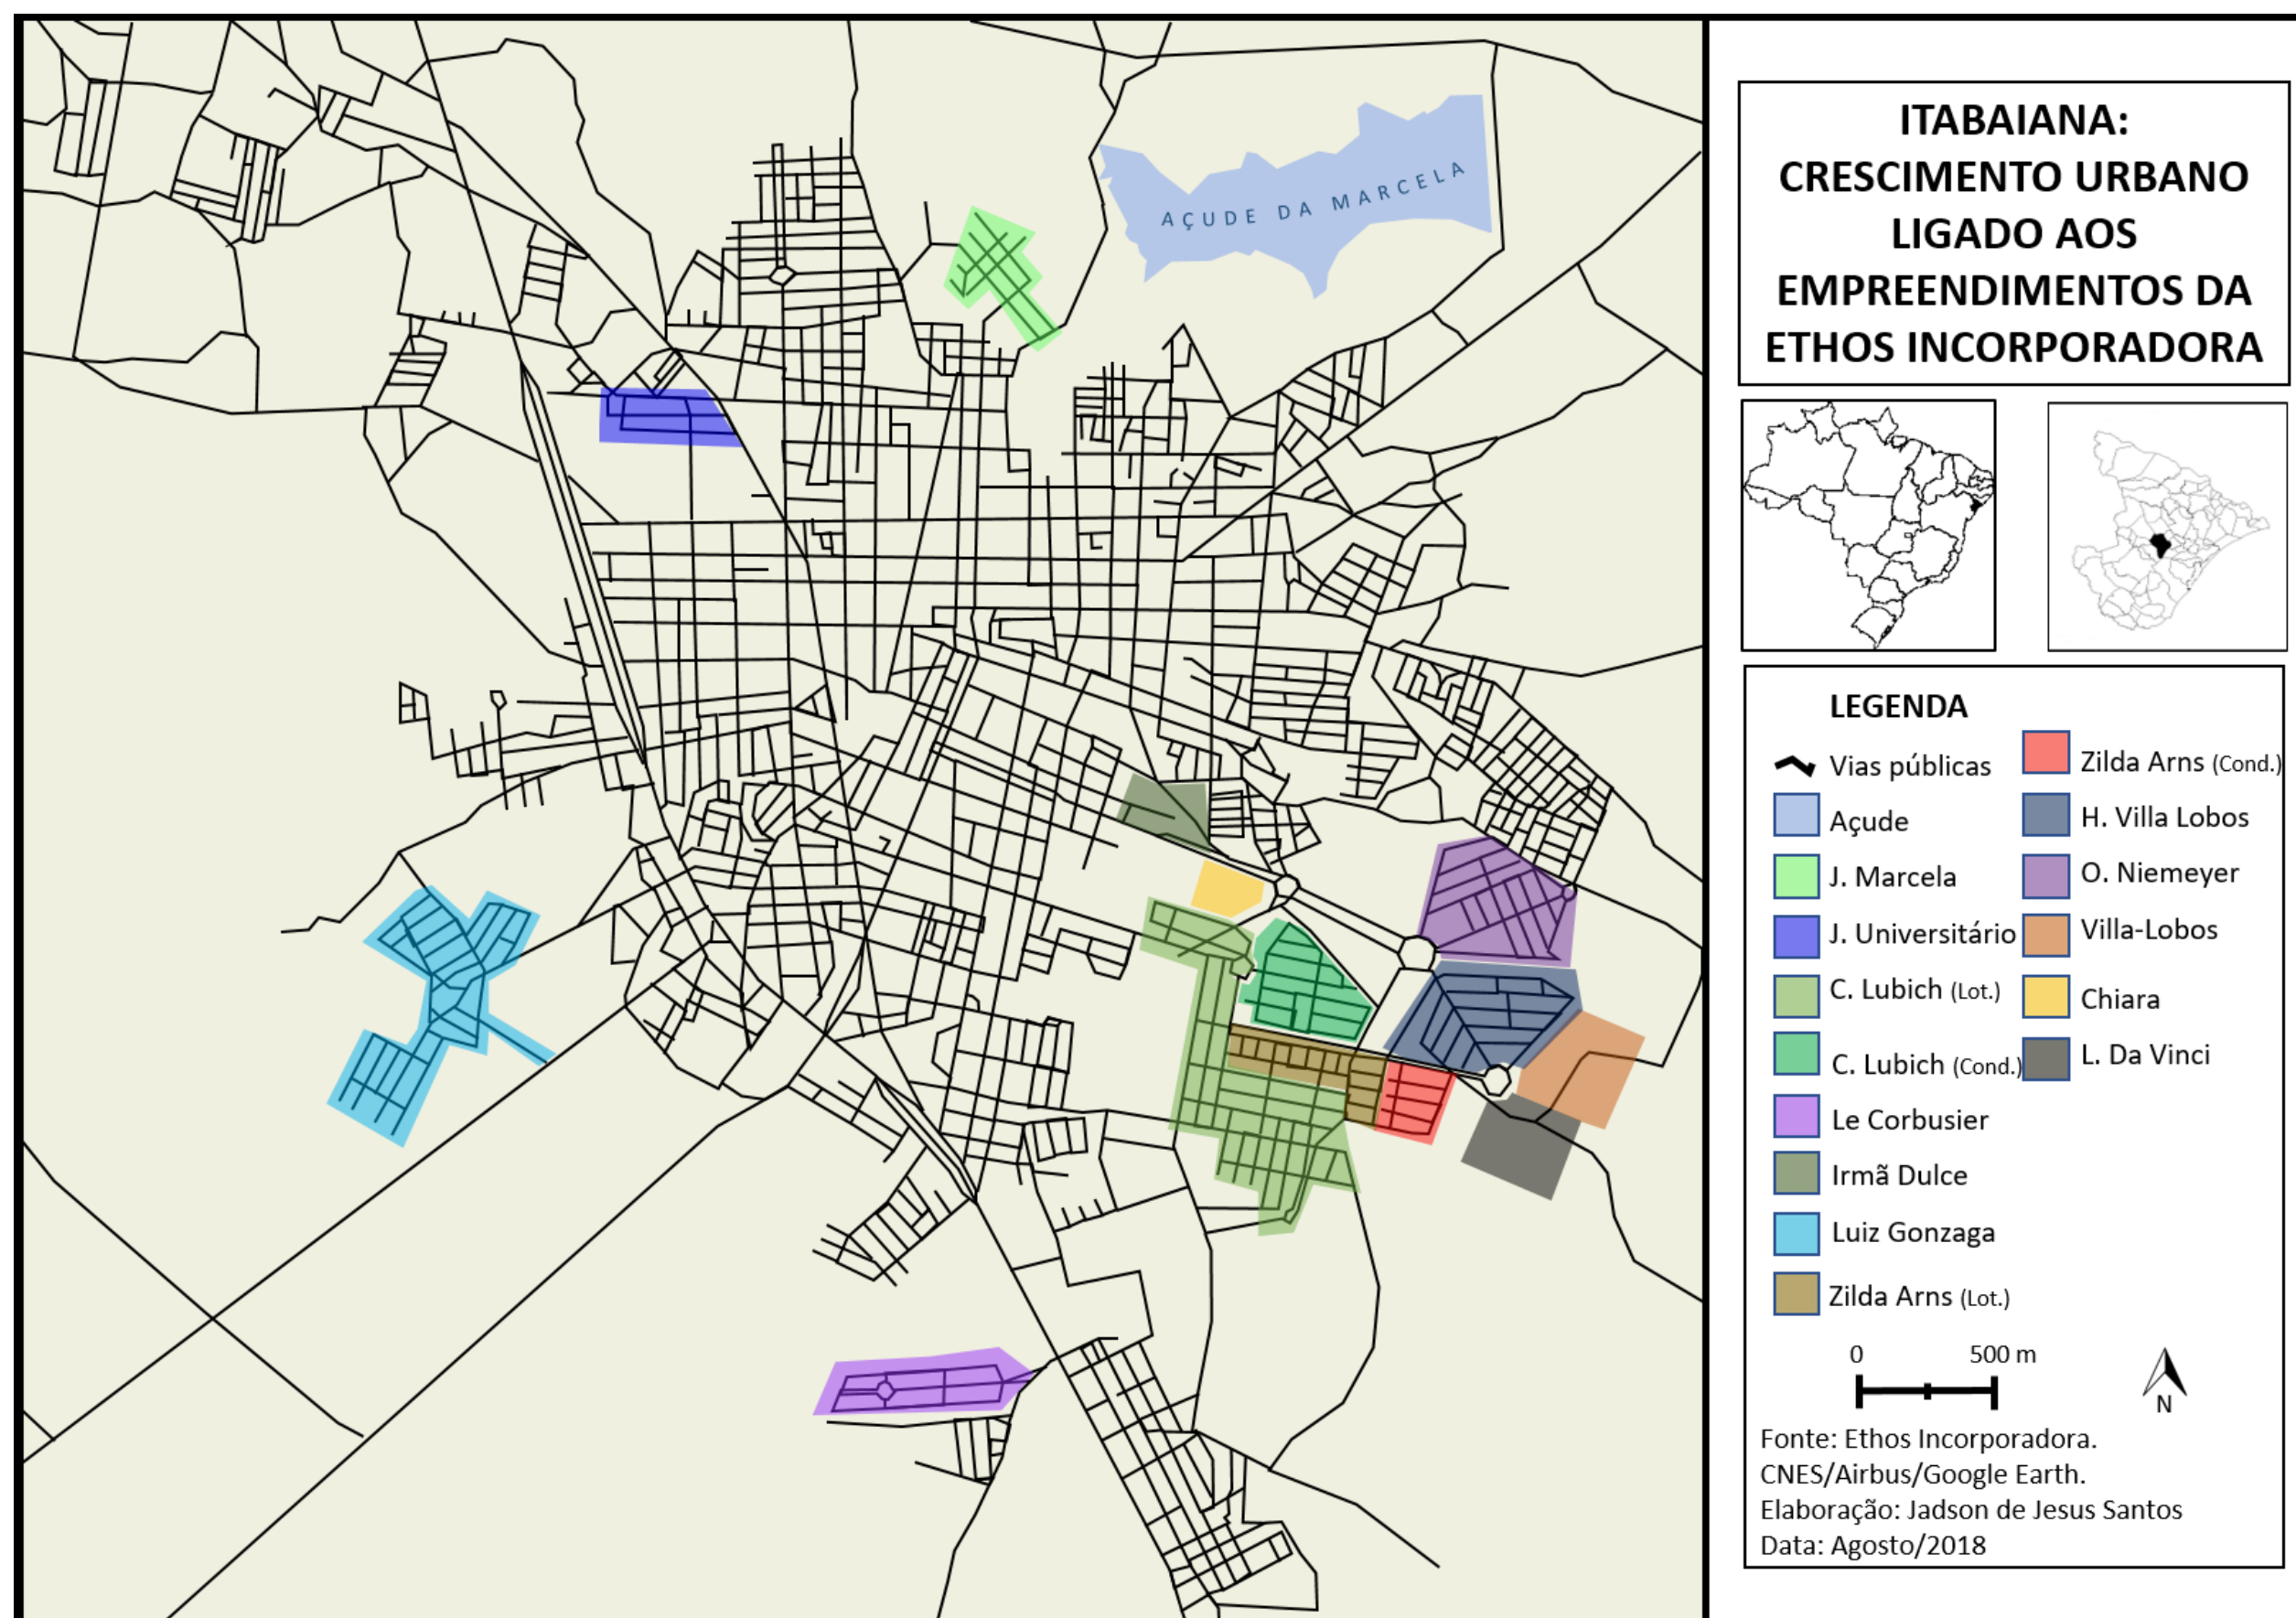 ITABAIANA:
CRESCIMENTO URBANO
LIGADO AOS
EMPREENDIMENTOS DA
ETHOS INCORPORADORA
AÇUDE DA MARCELA
LEGENDA
Vias públicas
Açude
J. Marcela
J. Universitário
C. Lubich (Lot.)
C. Lubich (Cond.)
Le Corbusier
Irmã Dulce
Luiz Gonzaga
Zilda Arns (Lot.)
Zilda Arns (Cond.)
H. Villa Lobos
O. Niemeyer
Villa-Lobos
Chiara
L. Da Vinci
0 500 m
N
Fonte: Ethos Incorporadora.
CNES/Airbus/Google Earth.
Elaboração: Jadson de Jesus Santos
Data: Agosto/2018